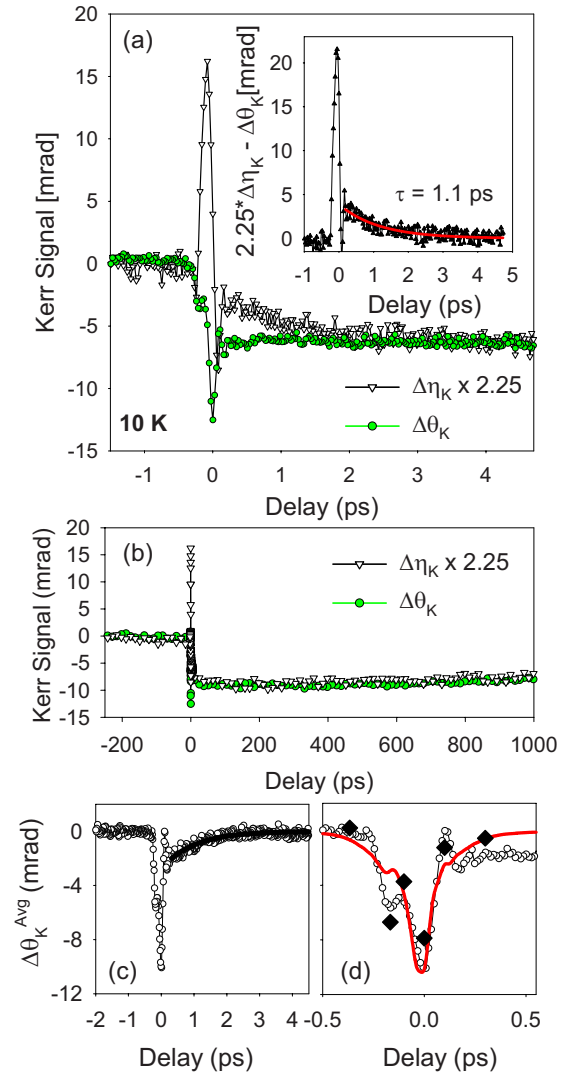 (a)
Kerr Signal [mrad]
10
5
0
-5
-10
-15
-1 0 1 2 3 4
Delay (ps)
10 K
Δη_K x 2.25
Δθ_K
2.25*Δη_K - Δθ_K[mrad]
20
15
10
5
0
-1 0 1 2 3 4 5
Delay (ps)
τ = 1.1 ps
20
15
(b)
Kerr Signal (mrad)
20
15
10
5
0
-5
-10
-15
-200 0 200 400 600 800 1000
Delay (ps)
Δη_K x 2.25
Δθ_K
Δθ_K^Avg (mrad)
0
-4
-8
-12
(c)
-2 -1 0 1 2 3 4
Delay (ps)
(d)
-0.5 0.0 0.5
Delay (ps)